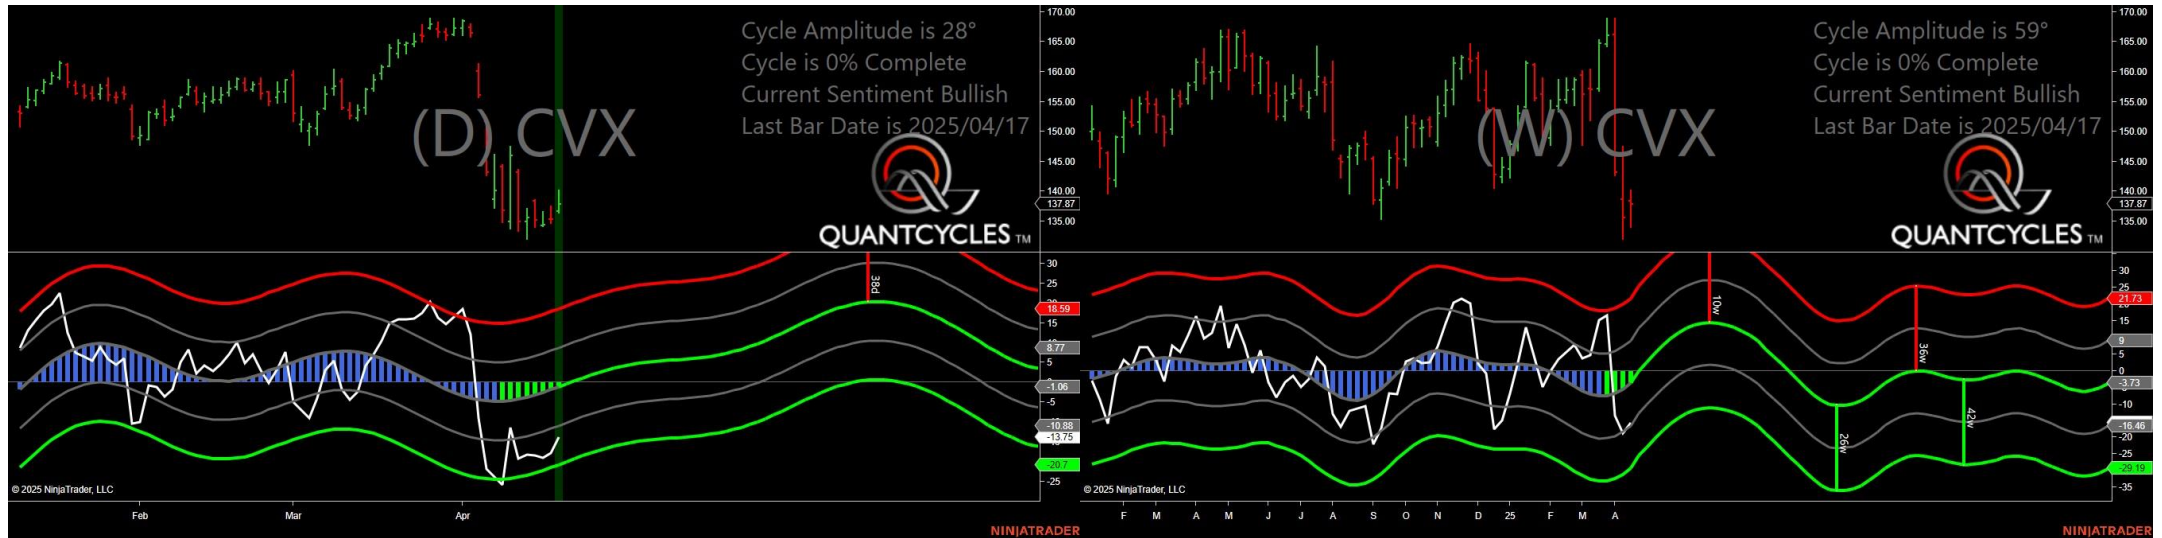 Cycle Amplitude is 28°
Cycle is 0% Complete
Current Sentiment Bullish
Last Bar Date is 2025/04/17
(D) CVX
QUANTCYCLES TM
170.00
165.00
160.00
155.00
150.00
145.00
140.00
137.87
135.00
38d
30
18.59
15
8.77
5
-1.06
-5
-10.88
-13.75
-20.7
-25
© 2025 NinjaTrader, LLC
Feb Mar Apr
NINJATRADER
Cycle Amplitude is 59°
Cycle is 0% Complete
Current Sentiment Bullish
Last Bar Date is 2025/04/17
(W) CVX
QUANTCYCLES TM
170.00
165.00
160.00
155.00
150.00
145.00
140.00
137.87
135.00
10w
36w
26w
42w
30
25
21.73
15
9
5
0
-3.73
-10
-16.46
-20
-25
-29.19
-35
© 2025 NinjaTrader, LLC
F M A M J J A S O N D 25 F M A
NINJATRADER